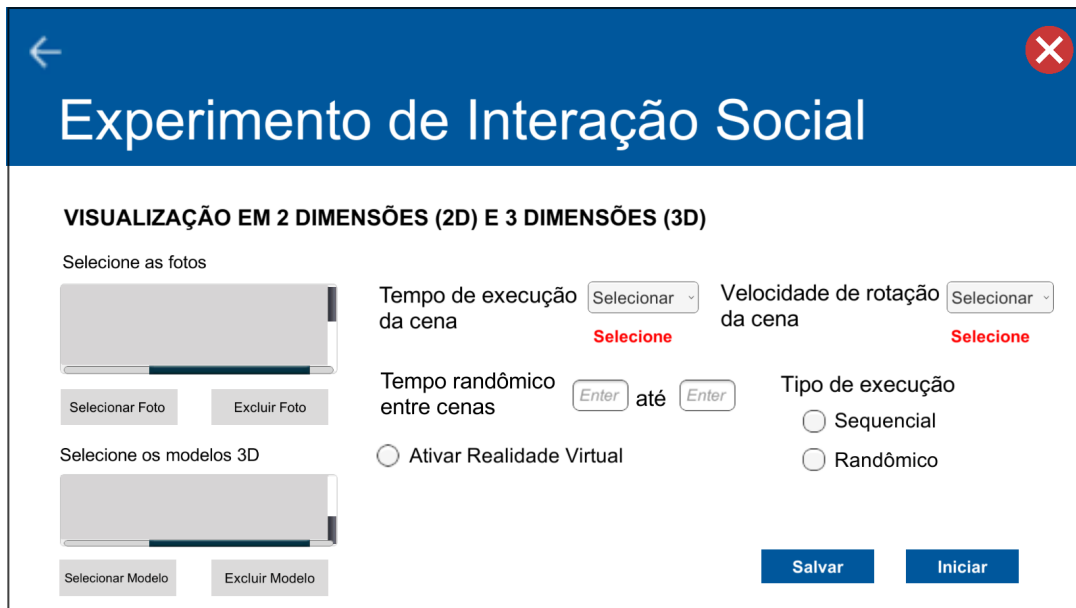 Experimento de Interação Social
VISUALIZAÇÃO EM 2 DIMENSÕES (2D) E 3 DIMENSÕES (3D)
Selecione as fotos
Selecionar Foto
Excluir Foto
Selecione os modelos 3D
Selecionar Modelo
Excluir Modelo
Tempo de execução
da cena
Selecionar
Selecione
Velocidade de rotação
da cena
Selecionar
Selecione
Tempo randômico
entre cenas
Enter até Enter
Ativar Realidade Virtual
Tipo de execução
Sequencial
Randômico
Salvar
Iniciar